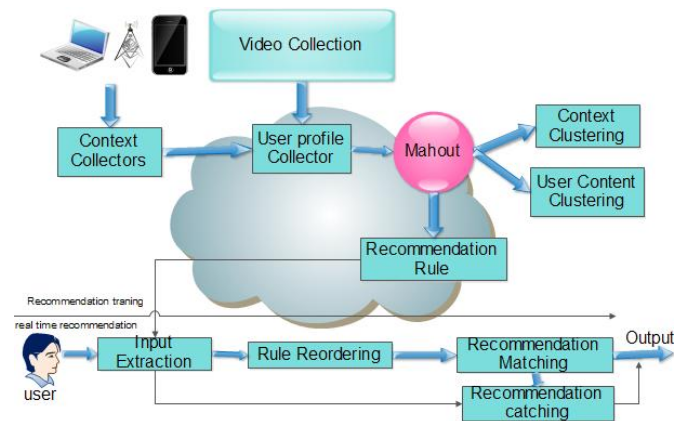 Video Collection
Context
Collectors
User profile
Collector
Mahout
Context
Clustering
User Content
Clustering
Recommendation
Rule
Recommendation traning
real time recommendation
user
Input
Extraction
Rule Reordering
Recommendation
Matching
Output
Recommendation
catching